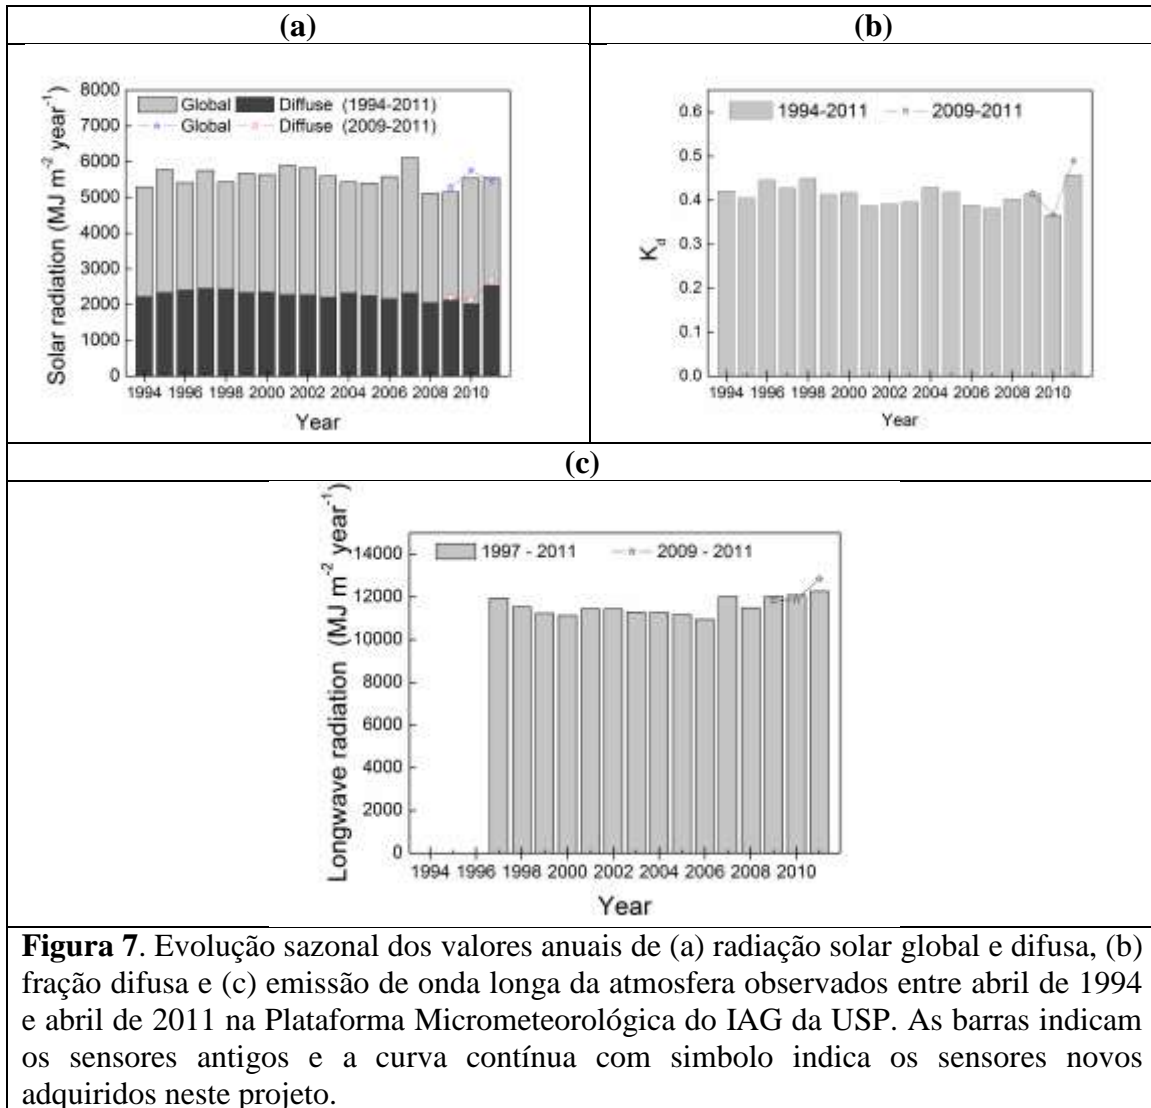 (a)
(b)
Solar radiation (MJ m-2 year-1)
8000
7000
6000
5000
4000
3000
2000
1000
0
Global Diffuse (1994-2011)
Global Diffuse (2009-2011)
1994 1996 1998 2000 2002 2004 2006 2008 2010
Year
Kd
0.6
0.5
0.4
0.3
0.2
0.1
0.0
1994-2011 2009-2011
1994 1996 1998 2000 2002 2004 2006 2008 2010
Year
(c)
Longwave radiation (MJ m-2 year-1)
14000
12000
10000
8000
6000
4000
2000
0
1997 - 2011 2009 - 2011
1994 1996 1998 2000 2002 2004 2006 2008 2010
Year
Figura 7. Evolução sazonal dos valores anuais de (a) radiação solar global e difusa, (b)
fração difusa e (c) emissão de onda longa da atmosfera observados entre abril de 1994
e abril de 2011 na Plataforma Micrometeorológica do IAG da USP. As barras indicam
os sensores antigos e a curva contínua com simbolo indica os sensores novos
adquiridos neste projeto.